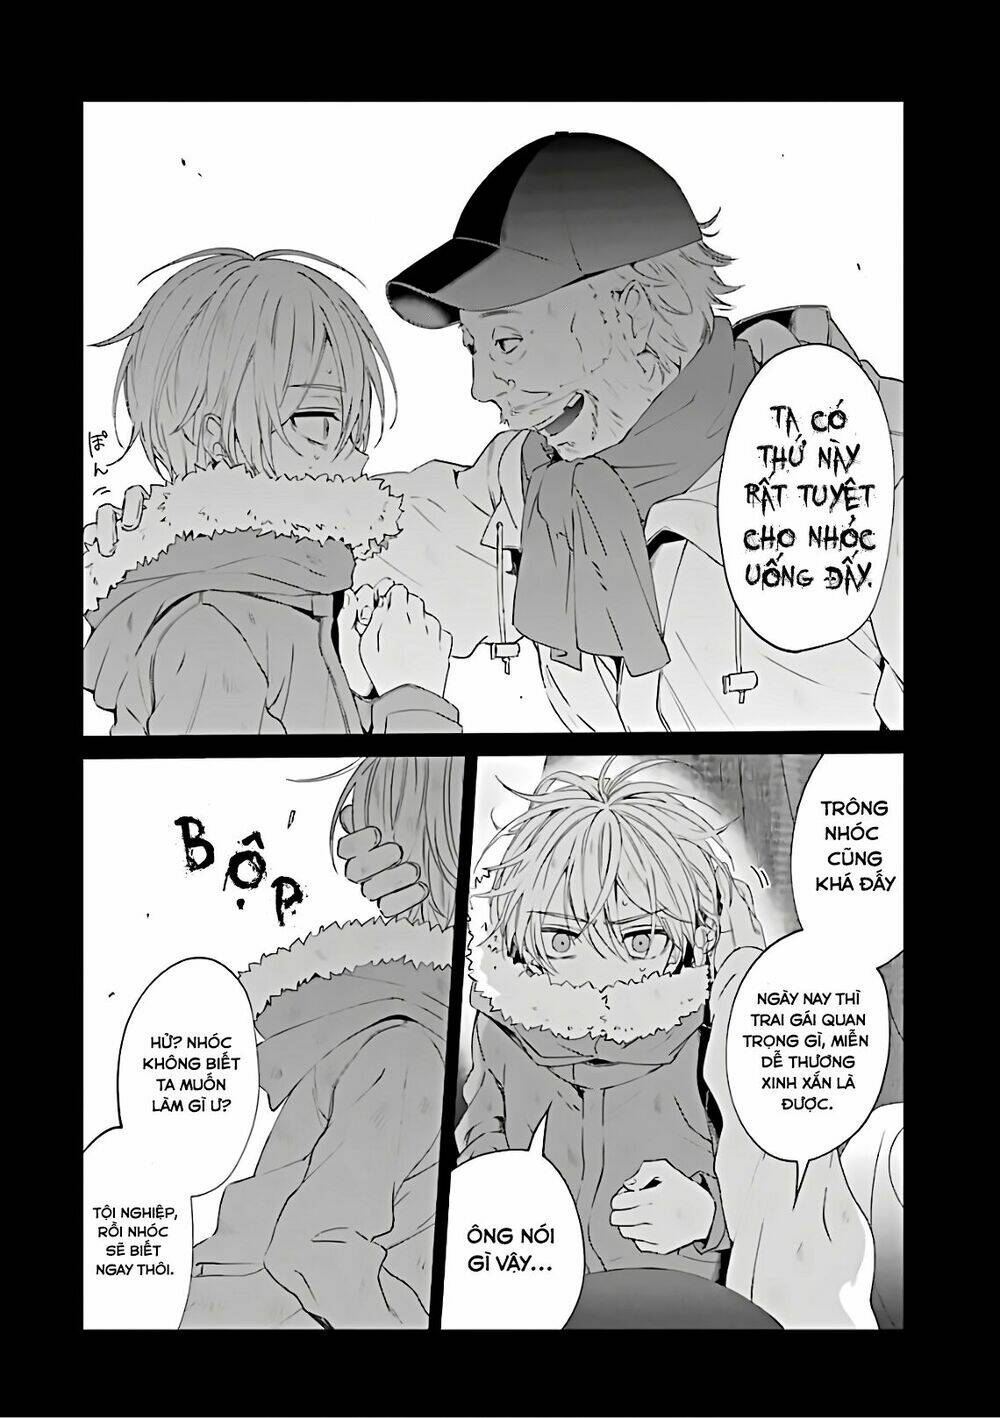 TA CÓ
THỨ NÀY
RẤT TUYỆT
CHO NHÓC
UỐNG ĐẤY.
ぽんっ
TRÔNG
NHÓC
CŨNG
KHÁ ĐẤY
NGÀY NAY THÌ
TRAI GÁI QUAN
TRỌNG GÌ, MIỄN
DỄ THƯƠNG
XINH XẮN LÀ
ĐƯỢC.
ÔNG NÓI
GÌ VẬY...
BỘP
HỬ? NHÓC
KHÔNG BIẾT
TA MUỐN
LÀM GÌ Ư?
TỘI NGHIỆP,
RỒI NHÓC
SẼ BIẾT
NGAY THÔI.